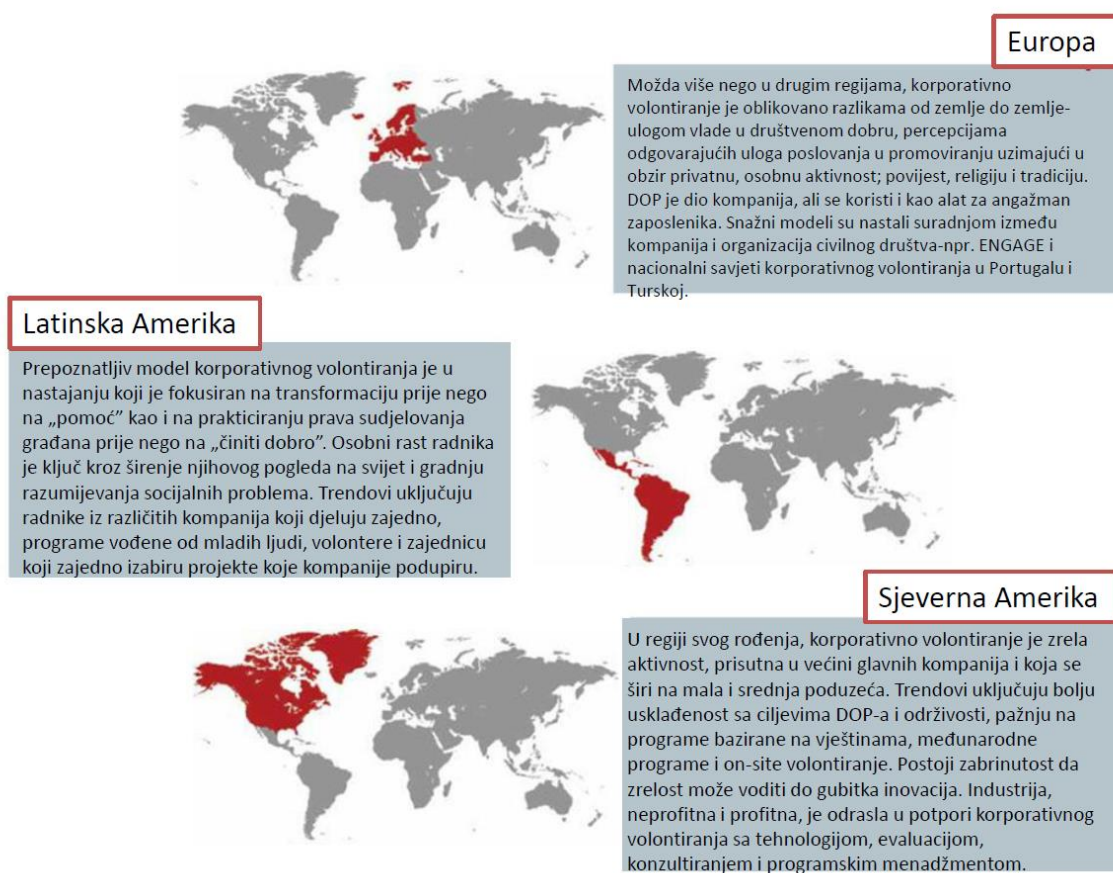 Europa
Možda više nego u drugim regijama, korporativno
volontiranje je oblikovano razlikama od zemlje do zemlje-
ulogom vlade u društvenom dobru, percepcijama
odgovarajućih uloga poslovanja u promoviranju uzimajući u
obzir privatnu, osobnu aktivnost; povijest, religiju i tradiciju.
DOP je dio kompanija, ali se koristi i kao alat za angažman
zaposlenika. Snažni modeli su nastali suradnjom između
kompanija i organizacija civilnog društva-npr. ENGAGE i
nacionalni savjeti korporativnog volontiranja u Portugalu i
Turskoj.
Latinska Amerika
Prepoznatljiv model korporativnog volontiranja je u
nastajanju koji je fokusiran na transformaciju prije nego
na „pomoć” kao i na prakticiranju prava sudjelovanja
građana prije nego na „činiti dobro”. Osobni rast radnika
je ključ kroz širenje njihovog pogleda na svijet i gradnju
razumijevanja socijalnih problema. Trendovi uključuju
radnike iz različitih kompanija koji djeluju zajedno,
programe vođene od mladih ljudi, volontere i zajednicu
koji zajedno izabiru projekte koje kompanije podupiru.
Sjeverna Amerika
U regiji svog rođenja, korporativno volontiranje je zrela
aktivnost, prisutna u većini glavnih kompanija i koja se
širi na mala i srednja poduzeća. Trendovi uključuju bolju
usklađenost sa ciljevima DOP-a i održivosti, pažnju na
programe bazirane na vještinama, međunarodne
programe i on-site volontiranje. Postoji zabrinutost da
zrelost može voditi do gubitka inovacija. Industrija,
neprofitna i profitna, je odrasla u potpori korporativnog
volontiranja sa tehnologijom, evaluacijom,
konzultiranjem i programskim menadžmentom.